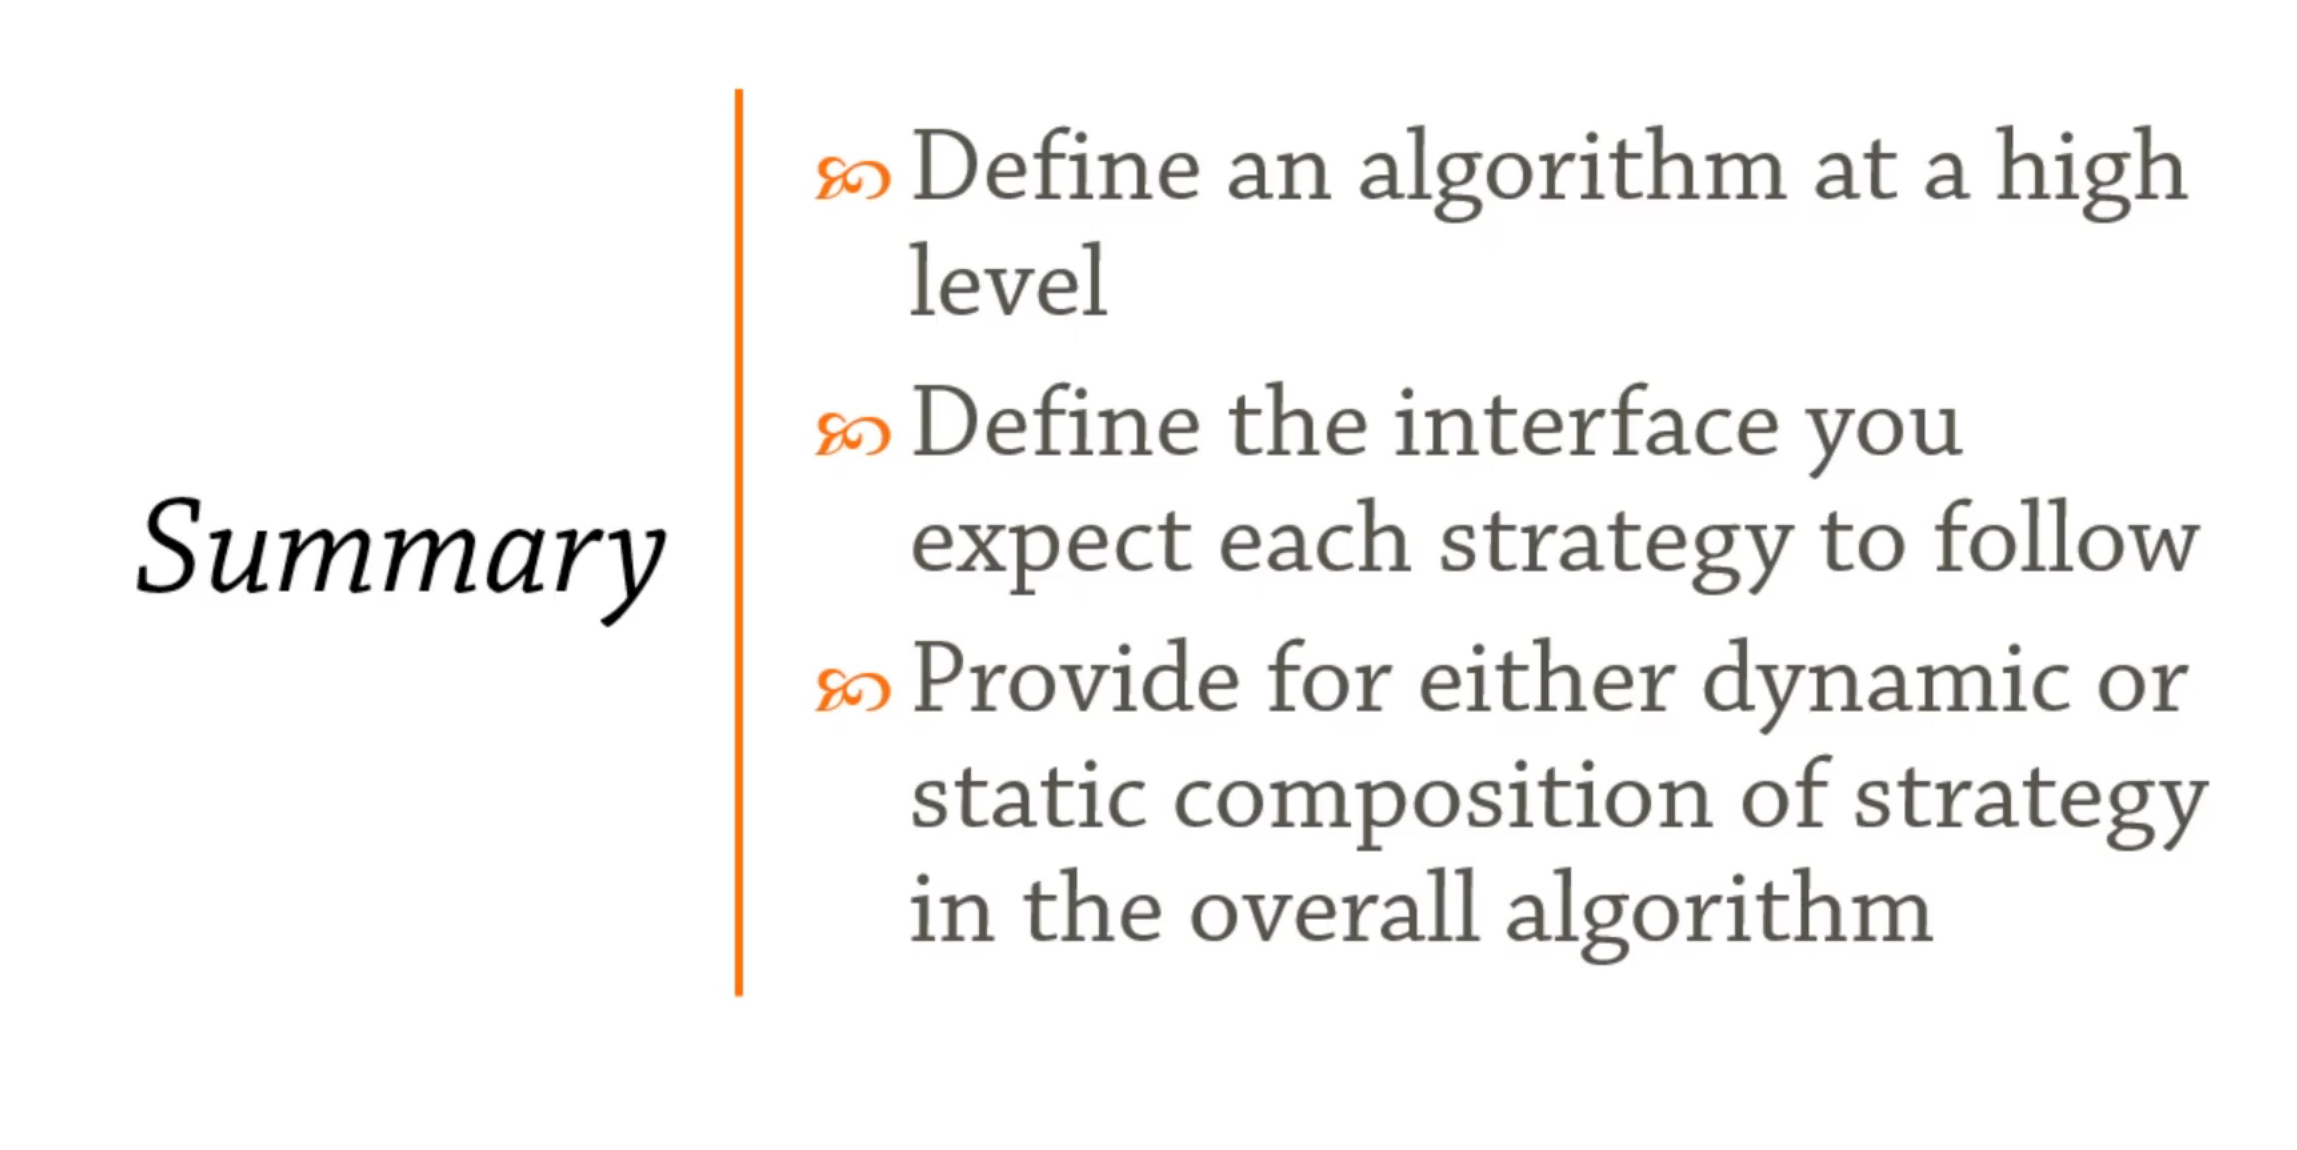 Summary
Define an algorithm at a high
level
Define the interface you
expect each strategy to follow
Provide for either dynamic or
static composition of strategy
in the overall algorithm